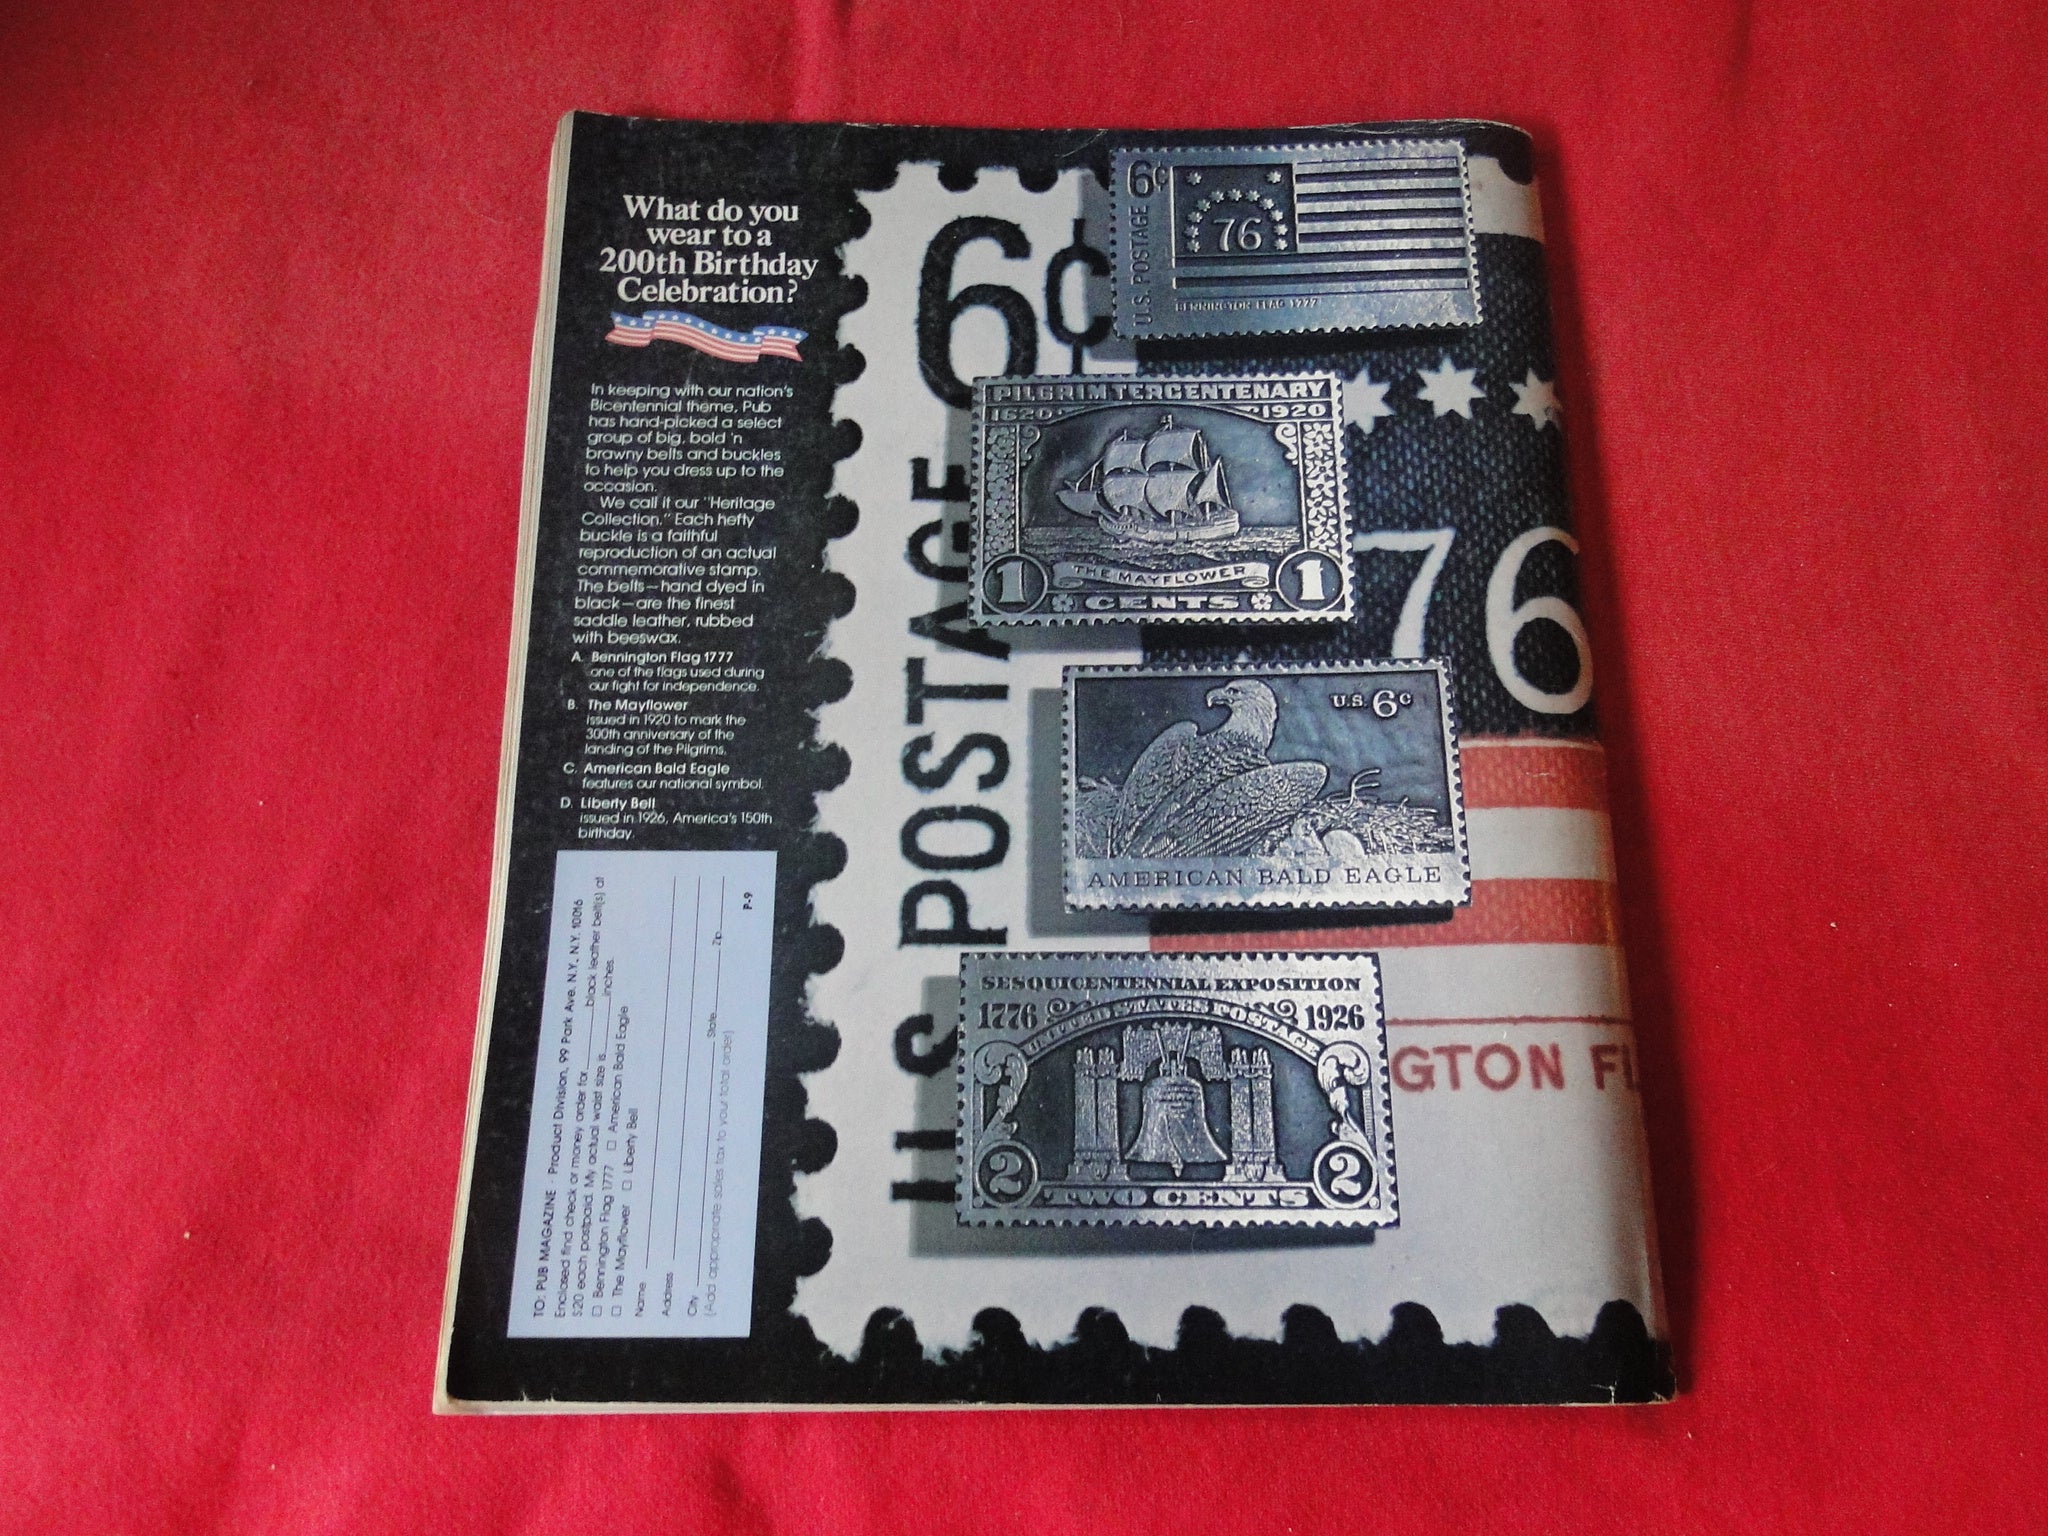 What do you
wear to a
200th Birthday
Celebration?
In keeping with our nation's
Bicentennial theme, Pub
has hand-picked a select
group of big, bold 'n
brawny belts and buckles
to help you dress up to the
occasion.
We call it our "Heritage
Collection." Each hefty
buckle is a faithful
reproduction of an actual
commemorative stamp.
The belts—hand dyed in
black—are the finest
saddle leather, rubbed
with beeswax.
A. Bennington Flag 1777
one of the flags used during
our fight for independence.
B. The Mayflower
issued in 1920 to mark the
300th anniversary of the
landing of the Pilgrims.
C. American Bald Eagle
features our national symbol.
D. Liberty Bell
issued in 1926, America's 150th
birthday.
TO: PUB MAGAZINE · Product Division, 99 Park Ave. N.Y., N.Y. 10016
Enclosed find check or money order for black leather belt(s) at
$20 each postpaid. My actual waist size is inches.
Bennington Flag 1777 American Bald Eagle
The Mayflower Liberty Bell
Name
Address
City State Zip
(Add appropriate sales tax to your total order)
P-9
6¢
U.S. POSTAGE
76
GTON FL
6¢
U.S. POSTAGE
76
BENNINGTON FLAG 1777
PILGRIM TERCENTENARY
1620 1920
THE MAYFLOWER
1 CENTS 1
U.S. 6c
AMERICAN BALD EAGLE
SESQUICENTENNIAL EXPOSITION
1776 1926
UNITED STATES POSTAGE
2 TWO CENTS 2